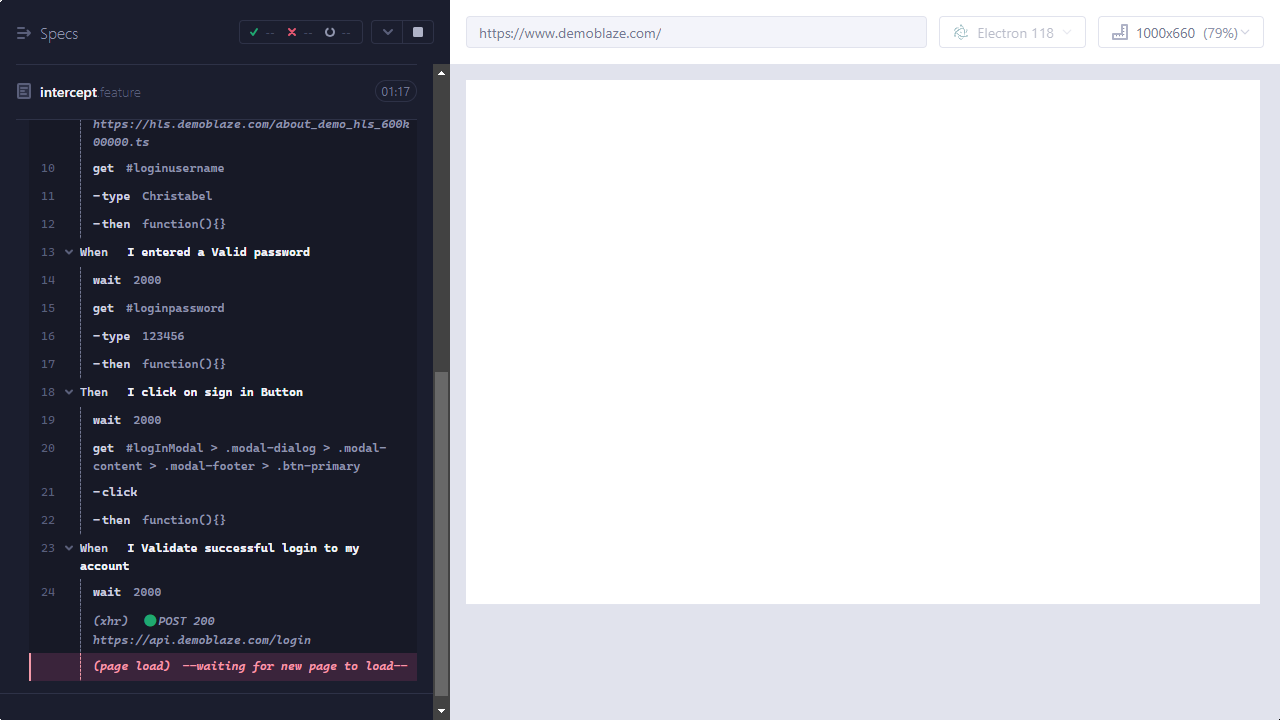 Specs
--
--
--
https://www.demoblaze.com/
Electron 118
1000x660 (79%)
intercept.feature
01:17
https://hls.demoblaze.com/about_demo_hls_600k
00000.ts
10 get #loginusername
11 -type Christabel
12 -then function(){}
13 When I entered a Valid password
14 wait 2000
15 get #loginpassword
16 -type 123456
17 -then function(){}
18 Then I click on sign in Button
19 wait 2000
20 get #logInModal > .modal-dialog > .modal-
content > .modal-footer > .btn-primary
21 -click
22 -then function(){}
23 When I Validate successful login to my
account
24 wait 2000
(xhr) POST 200
https://api.demoblaze.com/login
(page load) --waiting for new page to load--